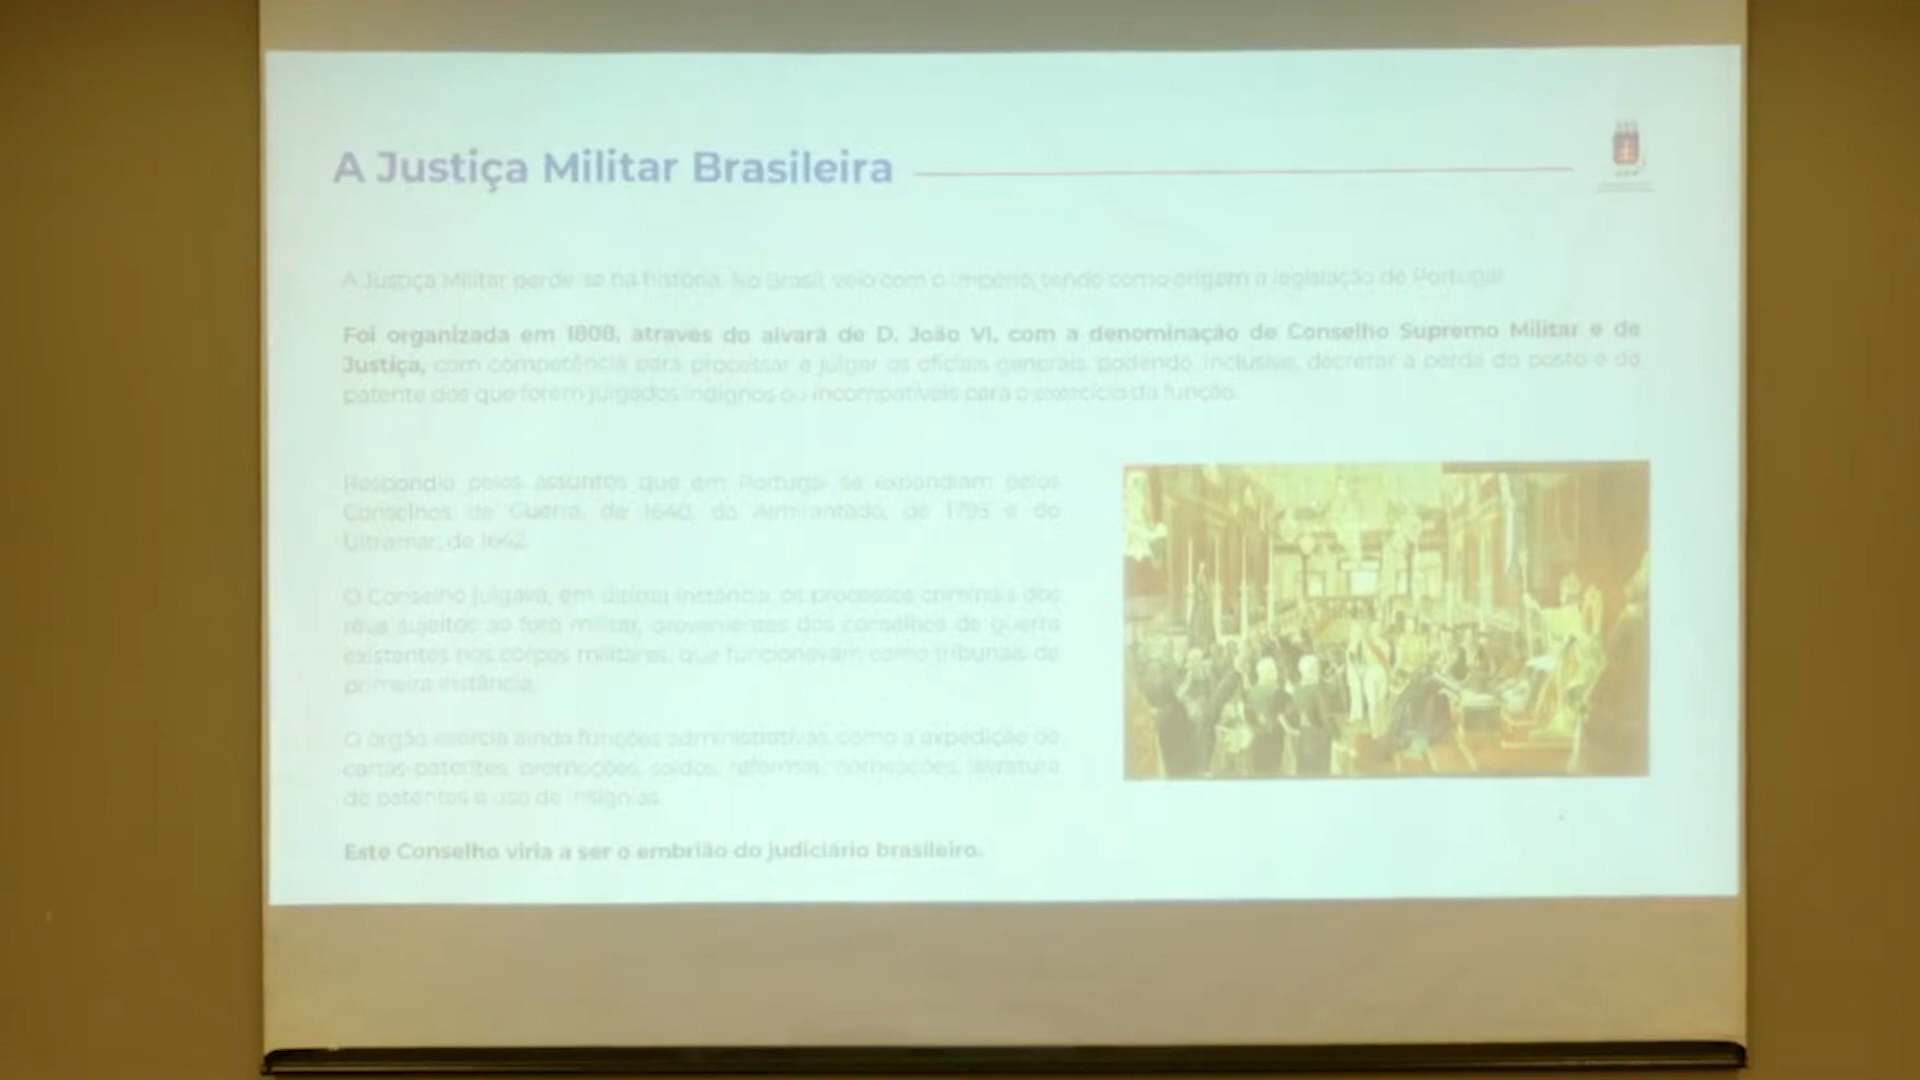 A Justiça Militar Brasileira
A Justiça Militar perde-se na história. No Brasil, veio com o Império, tendo como origem a legislação de Portugal.
Foi organizada em 1808, através do alvará de D. João VI, com a denominação de Conselho Supremo Militar e de
Justiça, com competência para processar e julgar os oficiais generais, podendo, inclusive, decretar a perda do posto e da
patente dos que forem julgados indignos ou incompatíveis para o exercício da função.
Respondia pelos assuntos que em Portugal se expandiam pelos
Conselhos de Guerra, de 1640, do Almirantado, de 1795 e do
Ultramar, de 1642.
O Conselho julgava, em última instância, os processos criminais dos
réus sujeitos ao foro militar, provenientes dos conselhos de guerra
existentes nos corpos militares, que funcionavam como tribunais de
primeira instância.
O órgão exercia ainda funções administrativas, como a expedição de
cartas-patentes, promoções, soldos, reformas, nomeações, lavratura
de patentes e uso de insígnias.
Este Conselho viria a ser o embrião do judiciário brasileiro.